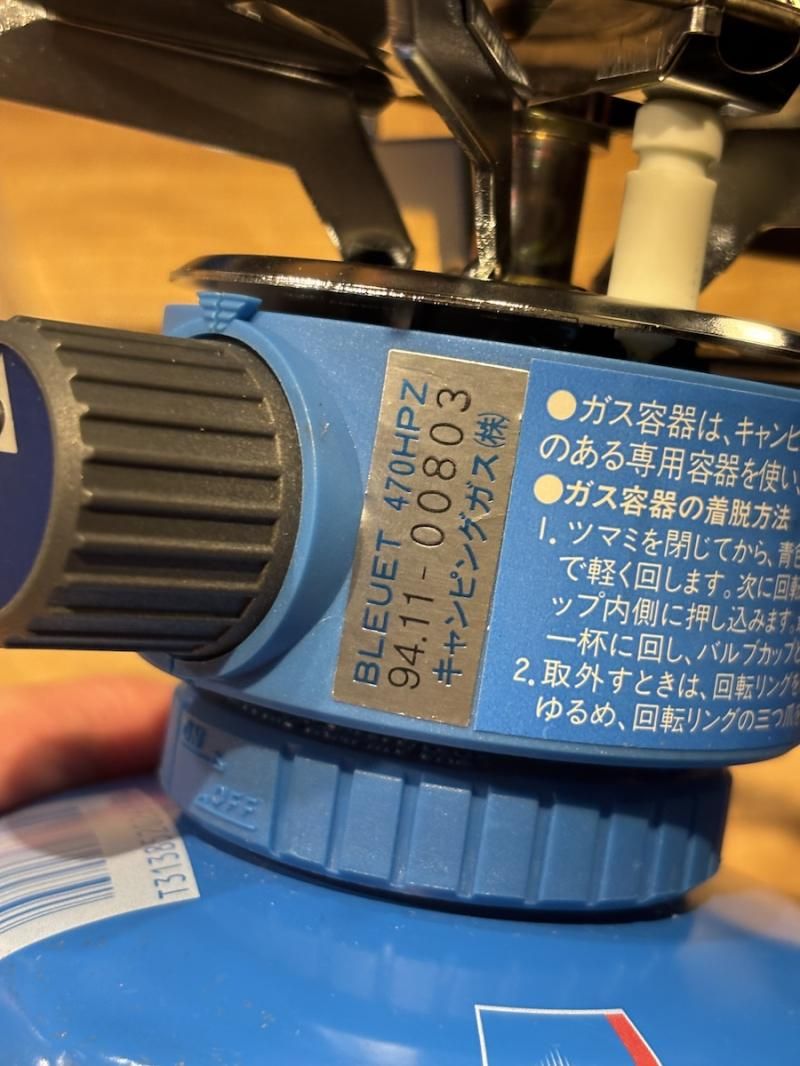 BLEUET 470HPZ
94.11-00803
キャンピングガス(株)
●ガス容器は、キャンピ
のある専用容器を使い、
●ガス容器の着脱方法
1. ツマミを閉じてから、青色
で軽く回します。次に回転
ップ内側に押し込みます。
一杯に回し、バルブカップと
2. 取外すときは、回転リングを
ゆるめ、回転リングの三つ爪を
OFF